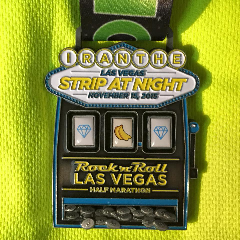 I RAN THE
LAS VEGAS
STRIP AT NIGHT
NOVEMBER 15, 2015
Rock'n'Roll
LAS VEGAS
HALF MARATHON